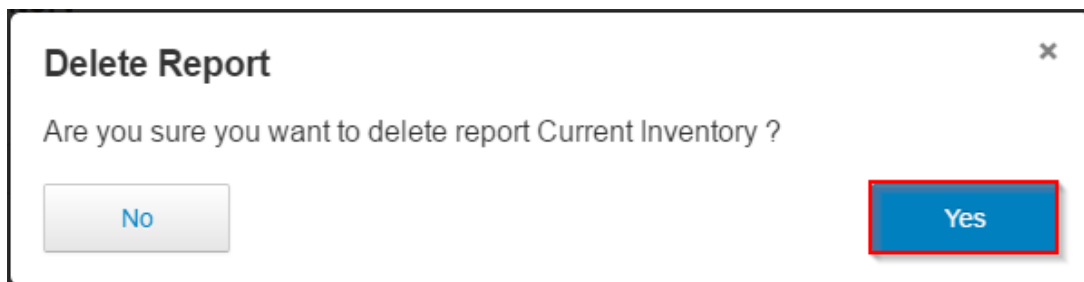 Delete Report
Are you sure you want to delete report Current Inventory ?
No
Yes